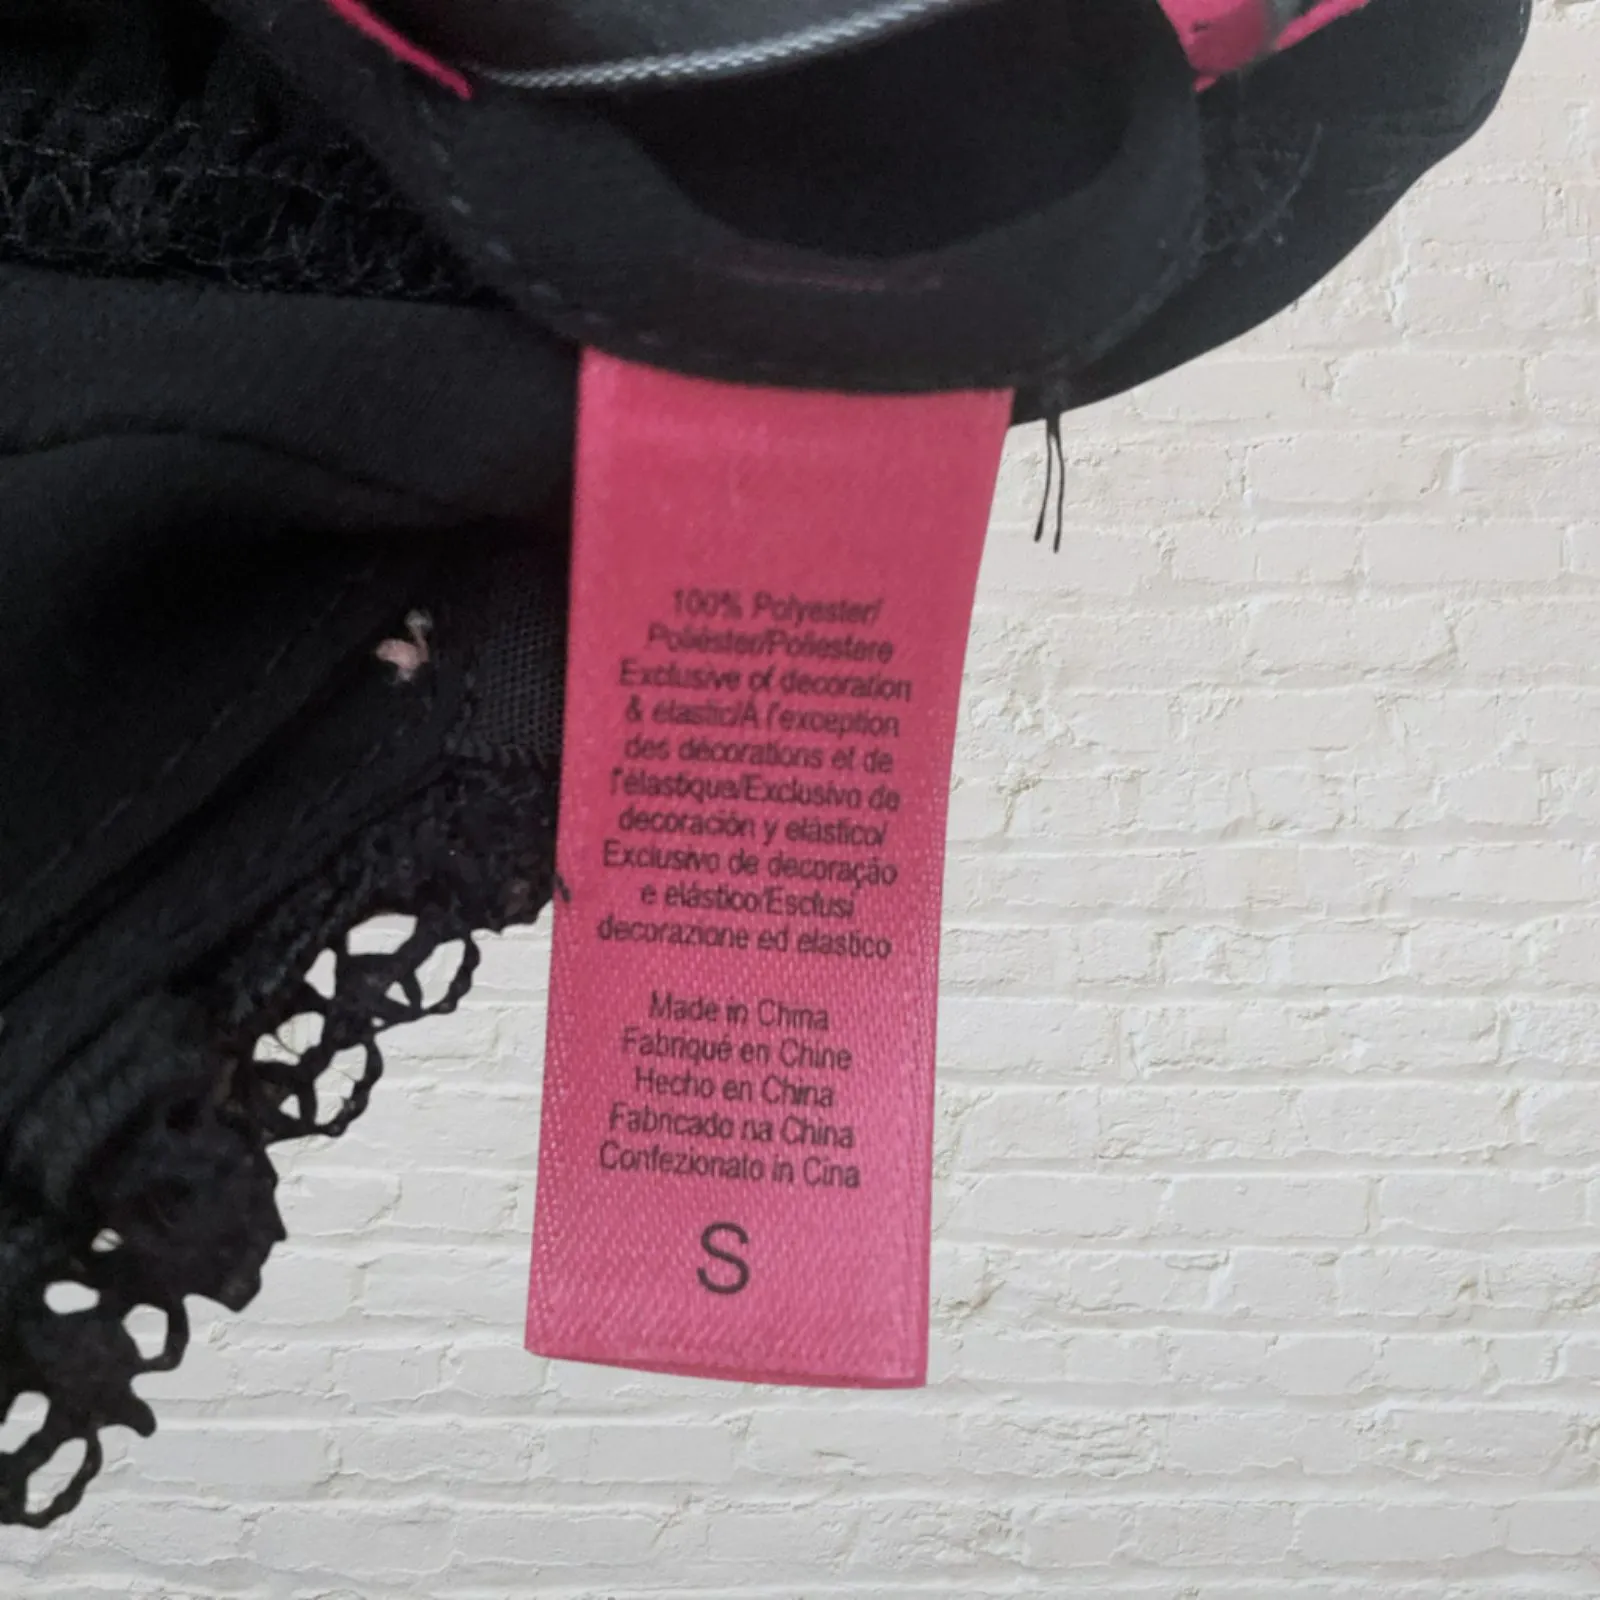 100% Polyester/
Poliéster/Poliestere
Exclusive of decoration
& elastic/À l'exception
des décorations et de
l'élastique/Exclusivo de
decoración y elástico/
Exclusivo de decoração
e elástico/Esclusi
decorazione ed elastico
Made in China
Fabriqué en Chine
Hecho en China
Fabricado na China
Confezionato in Cina
S